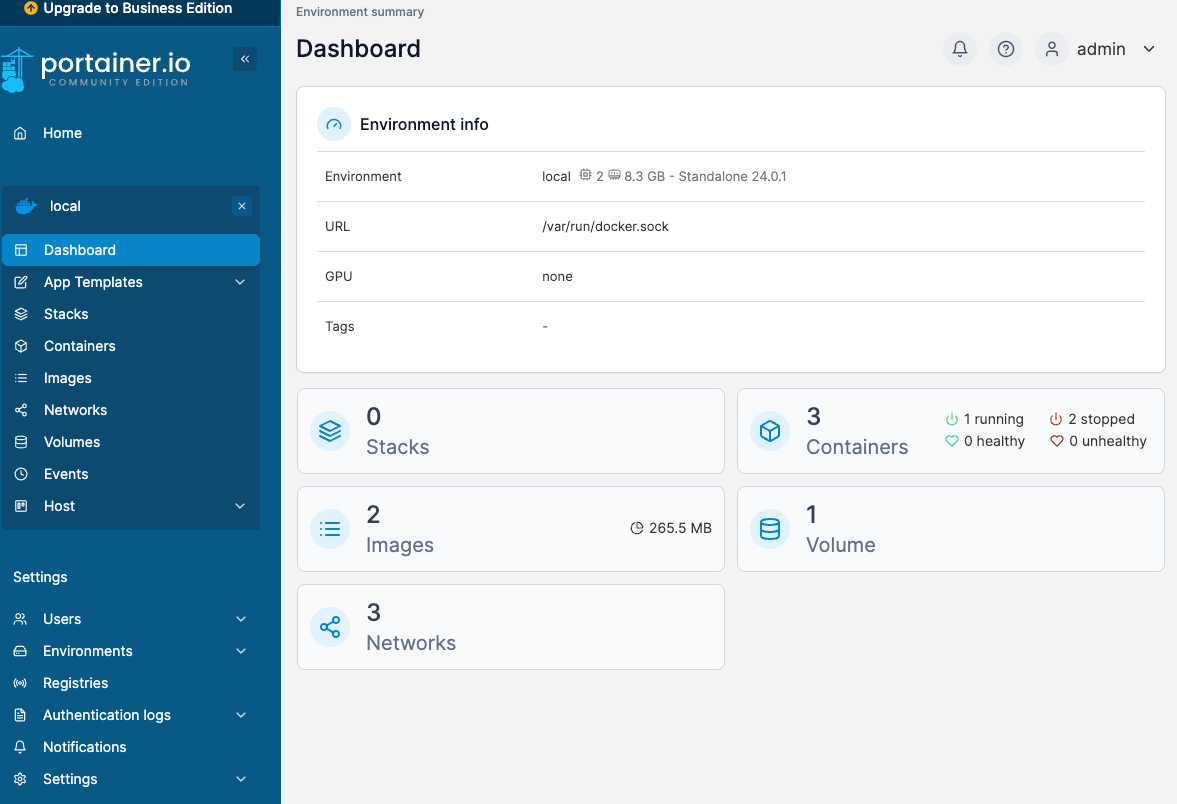 Upgrade to Business Edition
portainer.io
COMMUNITY EDITION
Home
local
Dashboard
App Templates
Stacks
Containers
Images
Networks
Volumes
Events
Host
Settings
Users
Environments
Registries
Authentication logs
Notifications
Settings
Environment summary
Dashboard
admin
Environment info
Environment local 2 8.3 GB - Standalone 24.0.1
URL /var/run/docker.sock
GPU none
Tags -
0
Stacks
3
Containers
1 running 2 stopped
0 healthy 0 unhealthy
2
Images
265.5 MB
1
Volume
3
Networks